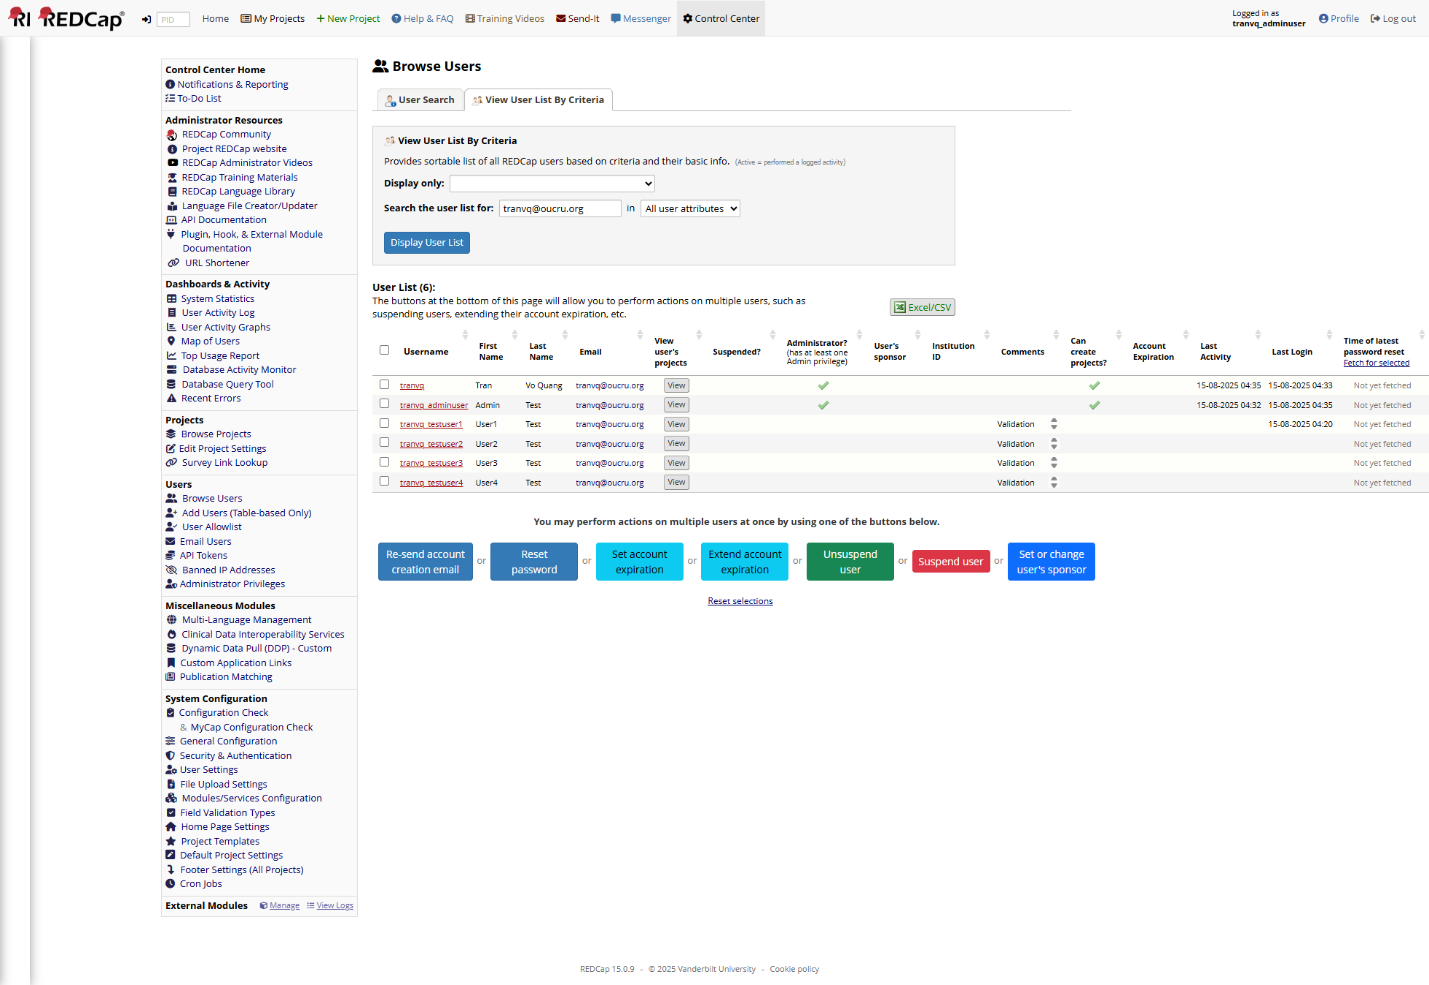 REDCap®
PID
Home
My Projects
New Project
Help & FAQ
Training Videos
Send-It
Messenger
Control Center
Logged in as
tranvq_adminuser
Profile
Log out
Control Center Home
Notifications & Reporting
To-Do List
Administrator Resources
REDCap Community
Project REDCap website
REDCap Administrator Videos
REDCap Training Materials
REDCap Language Library
Language File Creator/Updater
API Documentation
Plugin, Hook, & External Module
Documentation
URL Shortener
Dashboards & Activity
System Statistics
User Activity Log
User Activity Graphs
Map of Users
Top Usage Report
Database Activity Monitor
Database Query Tool
Recent Errors
Projects
Browse Projects
Edit Project Settings
Survey Link Lookup
Users
Browse Users
Add Users (Table-based Only)
User Allowlist
Email Users
API Tokens
Banned IP Addresses
Administrator Privileges
Miscellaneous Modules
Multi-Language Management
Clinical Data Interoperability Services
Dynamic Data Pull (DDP) - Custom
Custom Application Links
Publication Matching
System Configuration
Configuration Check
& MyCap Configuration Check
General Configuration
Security & Authentication
User Settings
File Upload Settings
Modules/Services Configuration
Field Validation Types
Home Page Settings
Project Templates
Default Project Settings
Footer Settings (All Projects)
Cron Jobs
External Modules Manage View Logs
Browse Users
User Search
View User List By Criteria
View User List By Criteria
Provides sortable list of all REDCap users based on criteria and their basic info. (Active = performed a logged activity)
Display only:
Search the user list for: tranvq@oucru.org in All user attributes
Display User List
User List (6):
The buttons at the bottom of this page will allow you to perform actions on multiple users, such as
suspending users, extending their account expiration, etc.
Excel/CSV
Username
First Name
Last Name
Email
View user's projects
Suspended?
Administrator? (has at least one Admin privilege)
User's sponsor
Institution ID
Comments
Can create projects?
Account Expiration
Last Activity
Last Login
Time of latest password reset
Fetch for selected
tranvq Tran Vo Quang tranvq@oucru.org View 15-08-2025 04:35 15-08-2025 04:33 Not yet fetched
tranvq_adminuser Admin Test tranvq@oucru.org View 15-08-2025 04:32 15-08-2025 04:35 Not yet fetched
tranvq_testuser1 User1 Test tranvq@oucru.org View Validation 15-08-2025 04:20 Not yet fetched
tranvq_testuser2 User2 Test tranvq@oucru.org View Validation Not yet fetched
tranvq_testuser3 User3 Test tranvq@oucru.org View Validation Not yet fetched
tranvq_testuser4 User4 Test tranvq@oucru.org View Validation Not yet fetched
You may perform actions on multiple users at once by using one of the buttons below.
Re-send account creation email or Reset password or Set account expiration or Extend account expiration or Unsuspend user or Suspend user or Set or change user's sponsor
Reset selections
REDCap 15.0.9 - © 2025 Vanderbilt University - Cookie policy